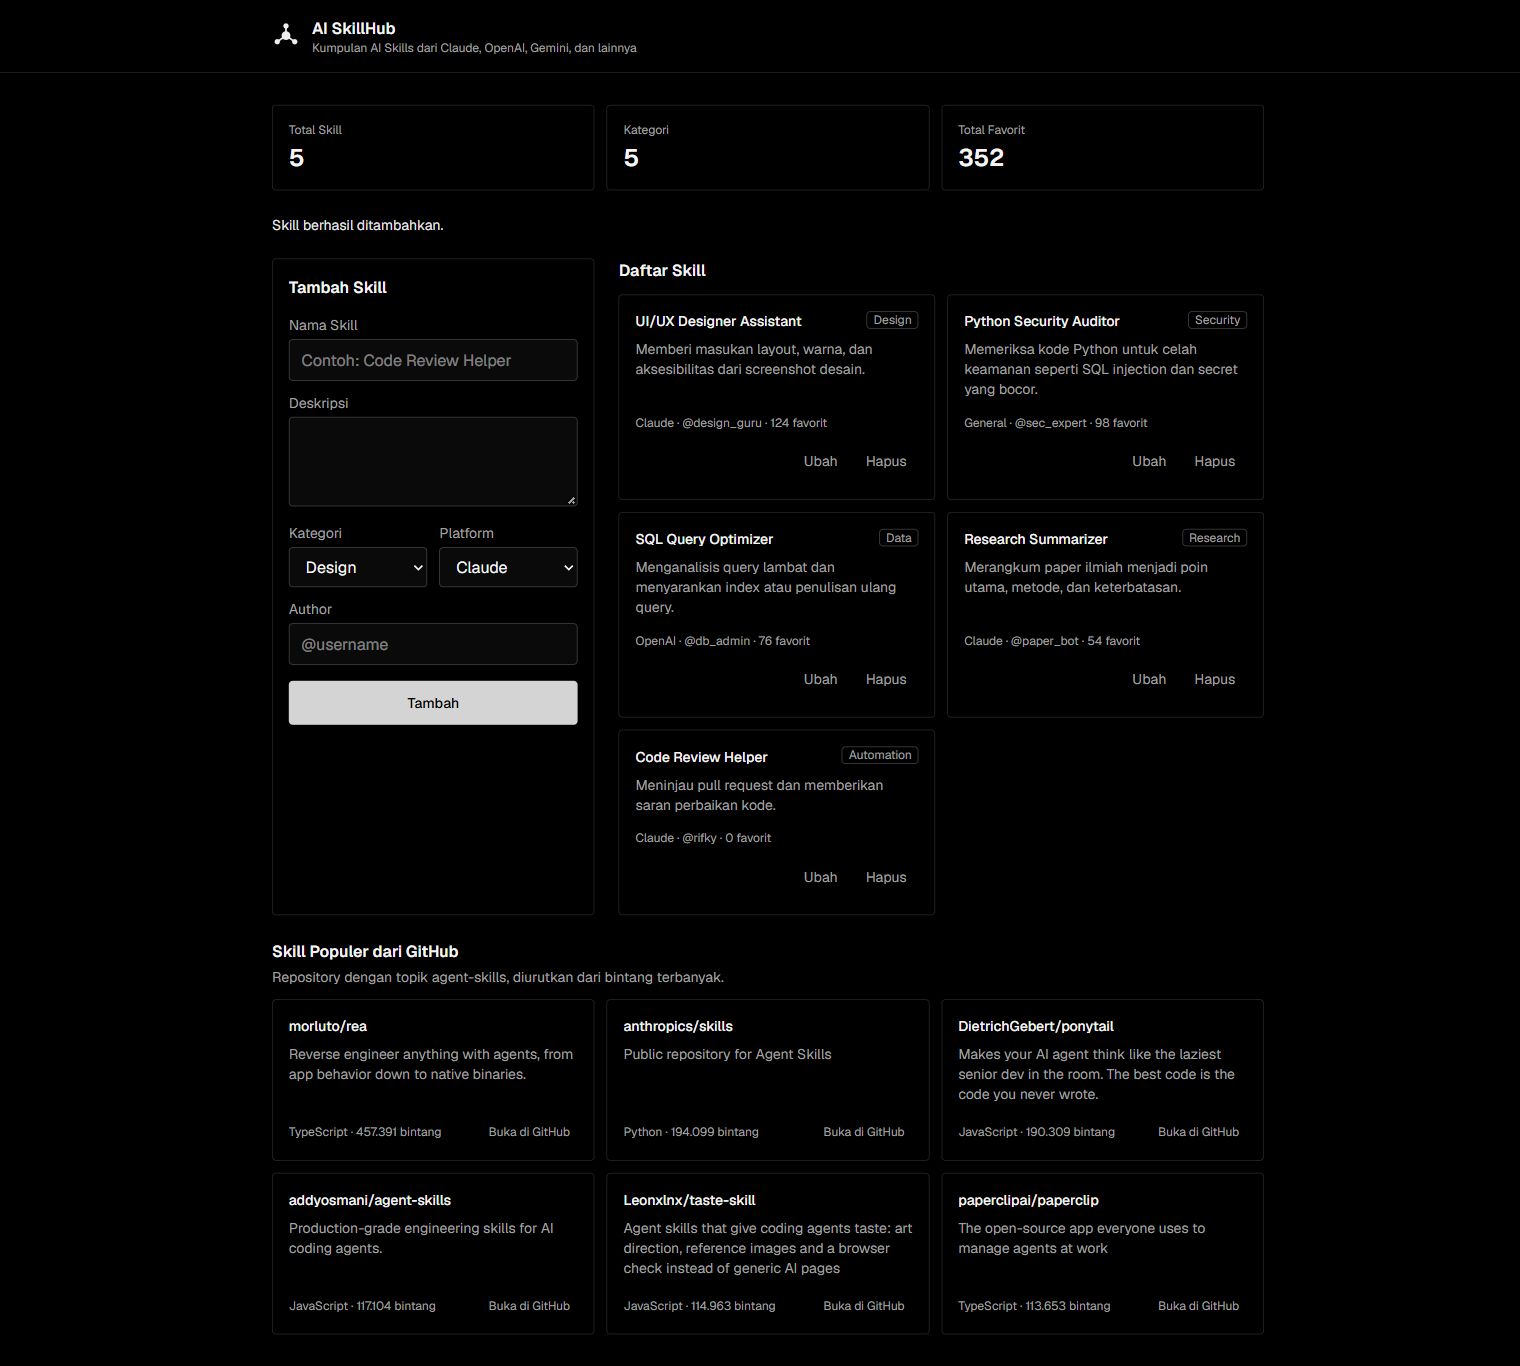 AI SkillHub
Kumpulan AI Skills dari Claude, OpenAI, Gemini, dan lainnya
Total Skill
5
Kategori
5
Total Favorit
352
Skill berhasil ditambahkan.
Tambah Skill
Nama Skill
Contoh: Code Review Helper
Deskripsi
Kategori
Platform
Design
Claude
Author
@username
Tambah
Daftar Skill
UI/UX Designer Assistant
Design
Memberi masukan layout, warna, dan
aksesibilitas dari screenshot desain.
Claude · @design_guru · 124 favorit
Ubah
Hapus
Python Security Auditor
Security
Memeriksa kode Python untuk celah
keamanan seperti SQL injection dan secret
yang bocor.
General · @sec_expert · 98 favorit
Ubah
Hapus
SQL Query Optimizer
Data
Menganalisis query lambat dan
menyarankan index atau penulisan ulang
query.
OpenAI · @db_admin · 76 favorit
Ubah
Hapus
Research Summarizer
Research
Merangkum paper ilmiah menjadi poin
utama, metode, dan keterbatasan.
Claude · @paper_bot · 54 favorit
Ubah
Hapus
Code Review Helper
Automation
Meninjau pull request dan memberikan
saran perbaikan kode.
Claude · @rifky · 0 favorit
Ubah
Hapus
Skill Populer dari GitHub
Repository dengan topik agent-skills, diurutkan dari bintang terbanyak.
morluto/rea
Reverse engineer anything with agents, from
app behavior down to native binaries.
TypeScript · 457.391 bintang
Buka di GitHub
anthropics/skills
Public repository for Agent Skills
Python · 194.099 bintang
Buka di GitHub
DietrichGebert/ponytail
Makes your AI agent think like the laziest
senior dev in the room. The best code is the
code you never wrote.
JavaScript · 190.309 bintang
Buka di GitHub
addyosmani/agent-skills
Production-grade engineering skills for AI
coding agents.
JavaScript · 117.104 bintang
Buka di GitHub
Leonxlnx/taste-skill
Agent skills that give coding agents taste: art
direction, reference images and a browser
check instead of generic AI pages
JavaScript · 114.963 bintang
Buka di GitHub
paperclipai/paperclip
The open-source app everyone uses to
manage agents at work
TypeScript · 113.653 bintang
Buka di GitHub